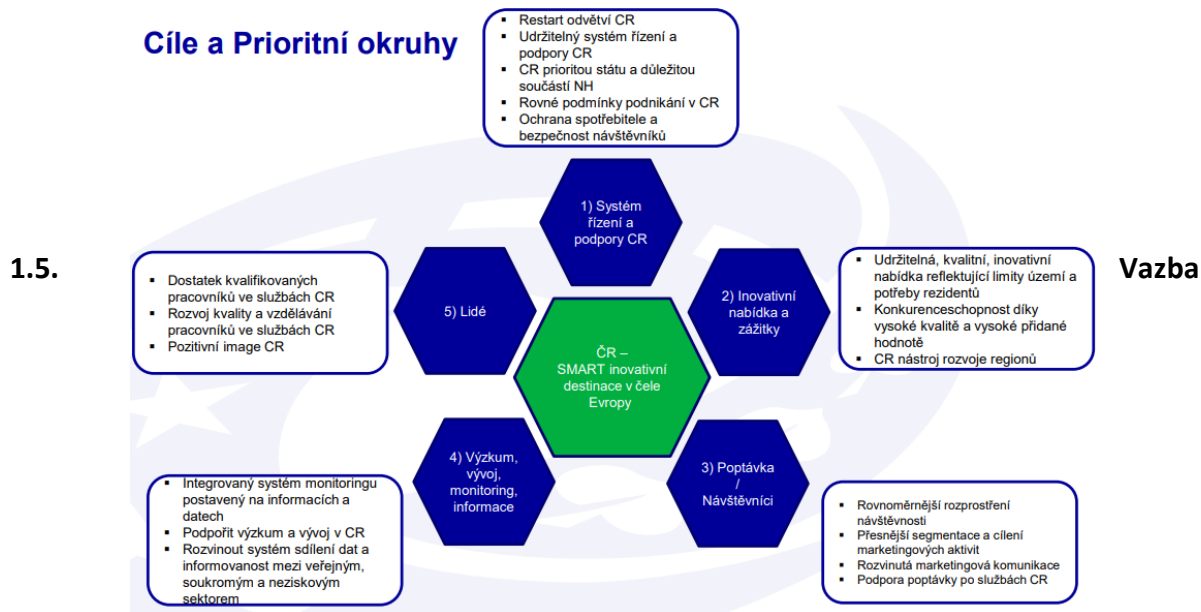 Cíle a Prioritní okruhy
▪ Restart odvětví CR
▪ Udržitelný systém řízení a
podpory CR
▪ CR prioritou státu a důležitou
součástí NH
▪ Rovné podmínky podnikání v CR
▪ Ochrana spotřebitele a
bezpečnost návštěvníků
1) Systém
řízení a
podpory CR
1.5.
Vazba
▪ Dostatek kvalifikovaných
pracovníků ve službách CR
▪ Rozvoj kvality a vzdělávání
pracovníků ve službách CR
▪ Pozitivní image CR
5) Lidé
2) Inovativní
nabídka a
zážitky
▪ Udržitelná, kvalitní, inovativní
nabídka reflektující limity území a
potřeby rezidentů
▪ Konkurenceschopnost díky
vysoké kvalitě a vysoké přidané
hodnotě
▪ CR nástroj rozvoje regionů
ČR –
SMART inovativní
destinace v čele
Evropy
4) Výzkum,
vývoj,
monitoring,
informace
3) Poptávka
/
Návštěvníci
▪ Integrovaný systém monitoringu
postavený na informacích a
datech
▪ Podpořit výzkum a vývoj v CR
▪ Rozvinout systém sdílení dat a
informovanost mezi veřejným,
soukromým a neziskovým
sektorem
▪ Rovnoměrnější rozprostření
návštěvnosti
▪ Přesnější segmentace a cílení
marketingových aktivit
▪ Rozvinutá marketingová komunikace
▪ Podpora poptávky po službách CR